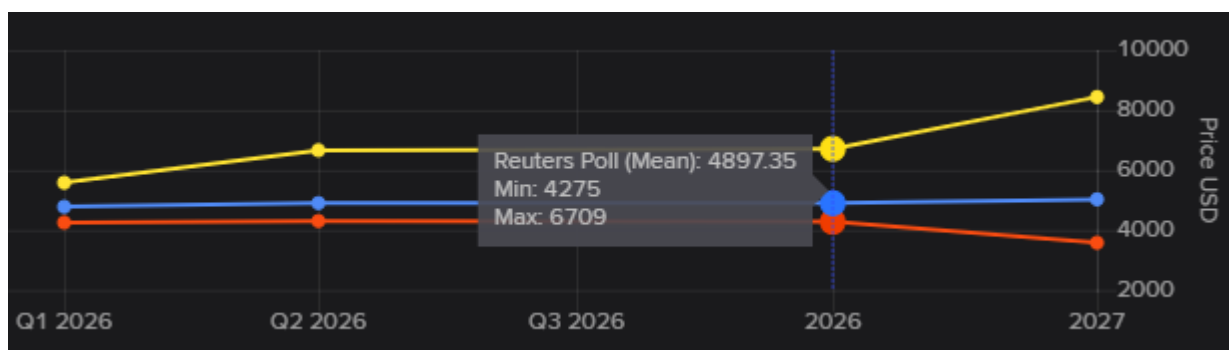 10000
8000
Reuters Poll (Mean): 4897.35
Min: 4275
Max: 6709
6000
4000
2000
Price USD
Q1 2026
Q2 2026
Q3 2026
2026
2027